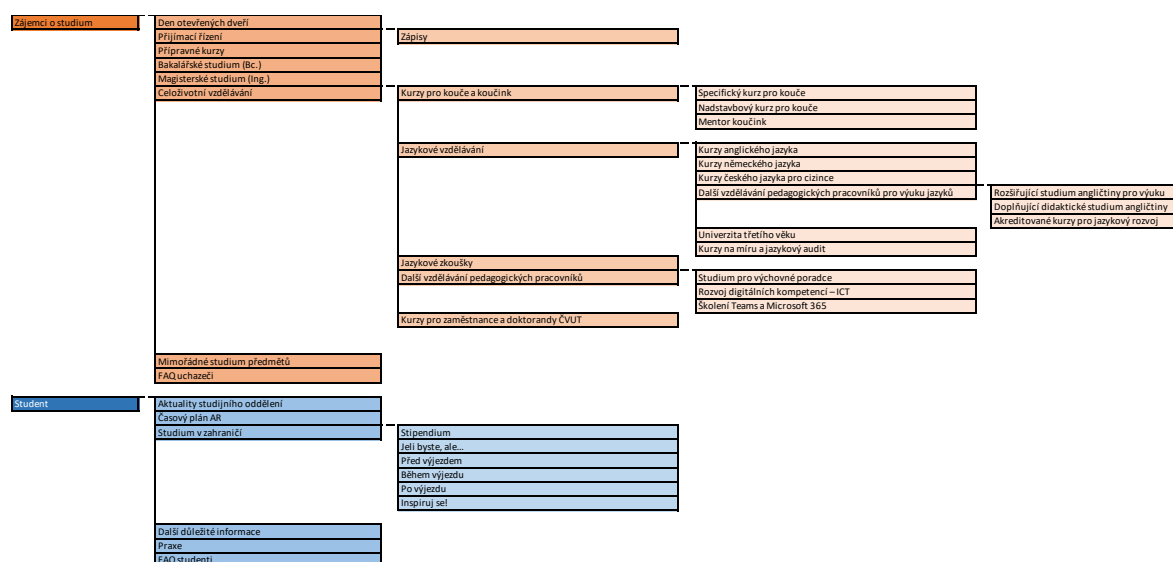 Zájemci o studium
Den otevřených dveří
Přijímací řízení
Zápisy
Přípravné kurzy
Bakalářské studium (Bc.)
Magisterské studium (Ing.)
Celoživotní vzdělávání
Kurzy pro kouče a koučink
Specifický kurz pro kouče
Nadstavbový kurz pro kouče
Mentor koučink
Jazykové vzdělávání
Kurzy anglického jazyka
Kurzy německého jazyka
Kurzy českého jazyka pro cizince
Další vzdělávání pedagogických pracovníků pro výuku jazyků
Rozšiřující studium angličtiny pro výuku
Doplňující didaktické studium angličtiny
Akreditované kurzy pro jazykový rozvoj
Univerzita třetího věku
Kurzy na míru a jazykový audit
Jazykové zkoušky
Další vzdělávání pedagogických pracovníků
Studium pro výchovné poradce
Rozvoj digitálních kompetencí – ICT
Školení Teams a Microsoft 365
Kurzy pro zaměstnance a doktorandy ČVUT
Mimořádné studium předmětů
FAQ uchazeči
Student
Aktuality studijního oddělení
Časový plán AR
Studium v zahraničí
Stipendium
Jeli byste, ale...
Před výjezdem
Během výjezdu
Po výjezdu
Inspiruj se!
Další důležité informace
Praxe
FAQ studenti